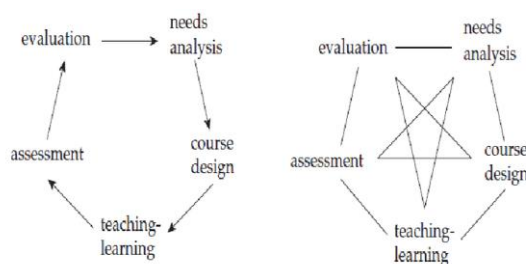 evaluation
needs
analysis
assessment
course
design
teaching-
learning
evaluation
needs
analysis
assessment
course
design
teaching-
learning